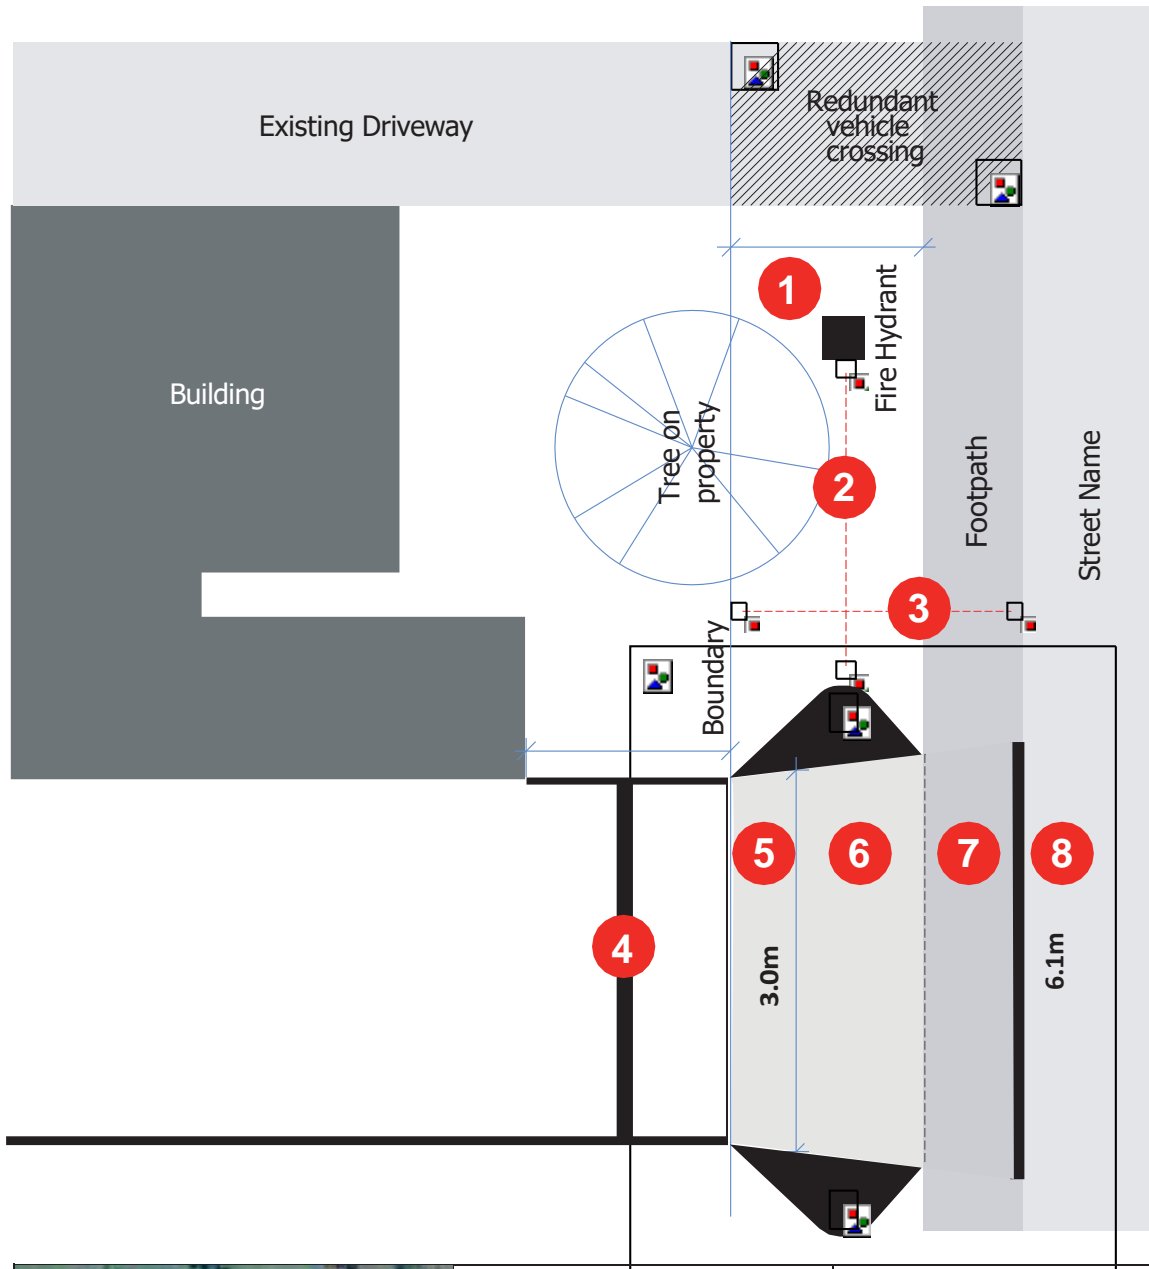 Existing Driveway
Redundant
vehicle
crossing
1
Fire Hydrant
Building
Tree on
property
2
Footpath
Street Name
3
Boundary
5
6
7
8
4
3.0m
6.1m